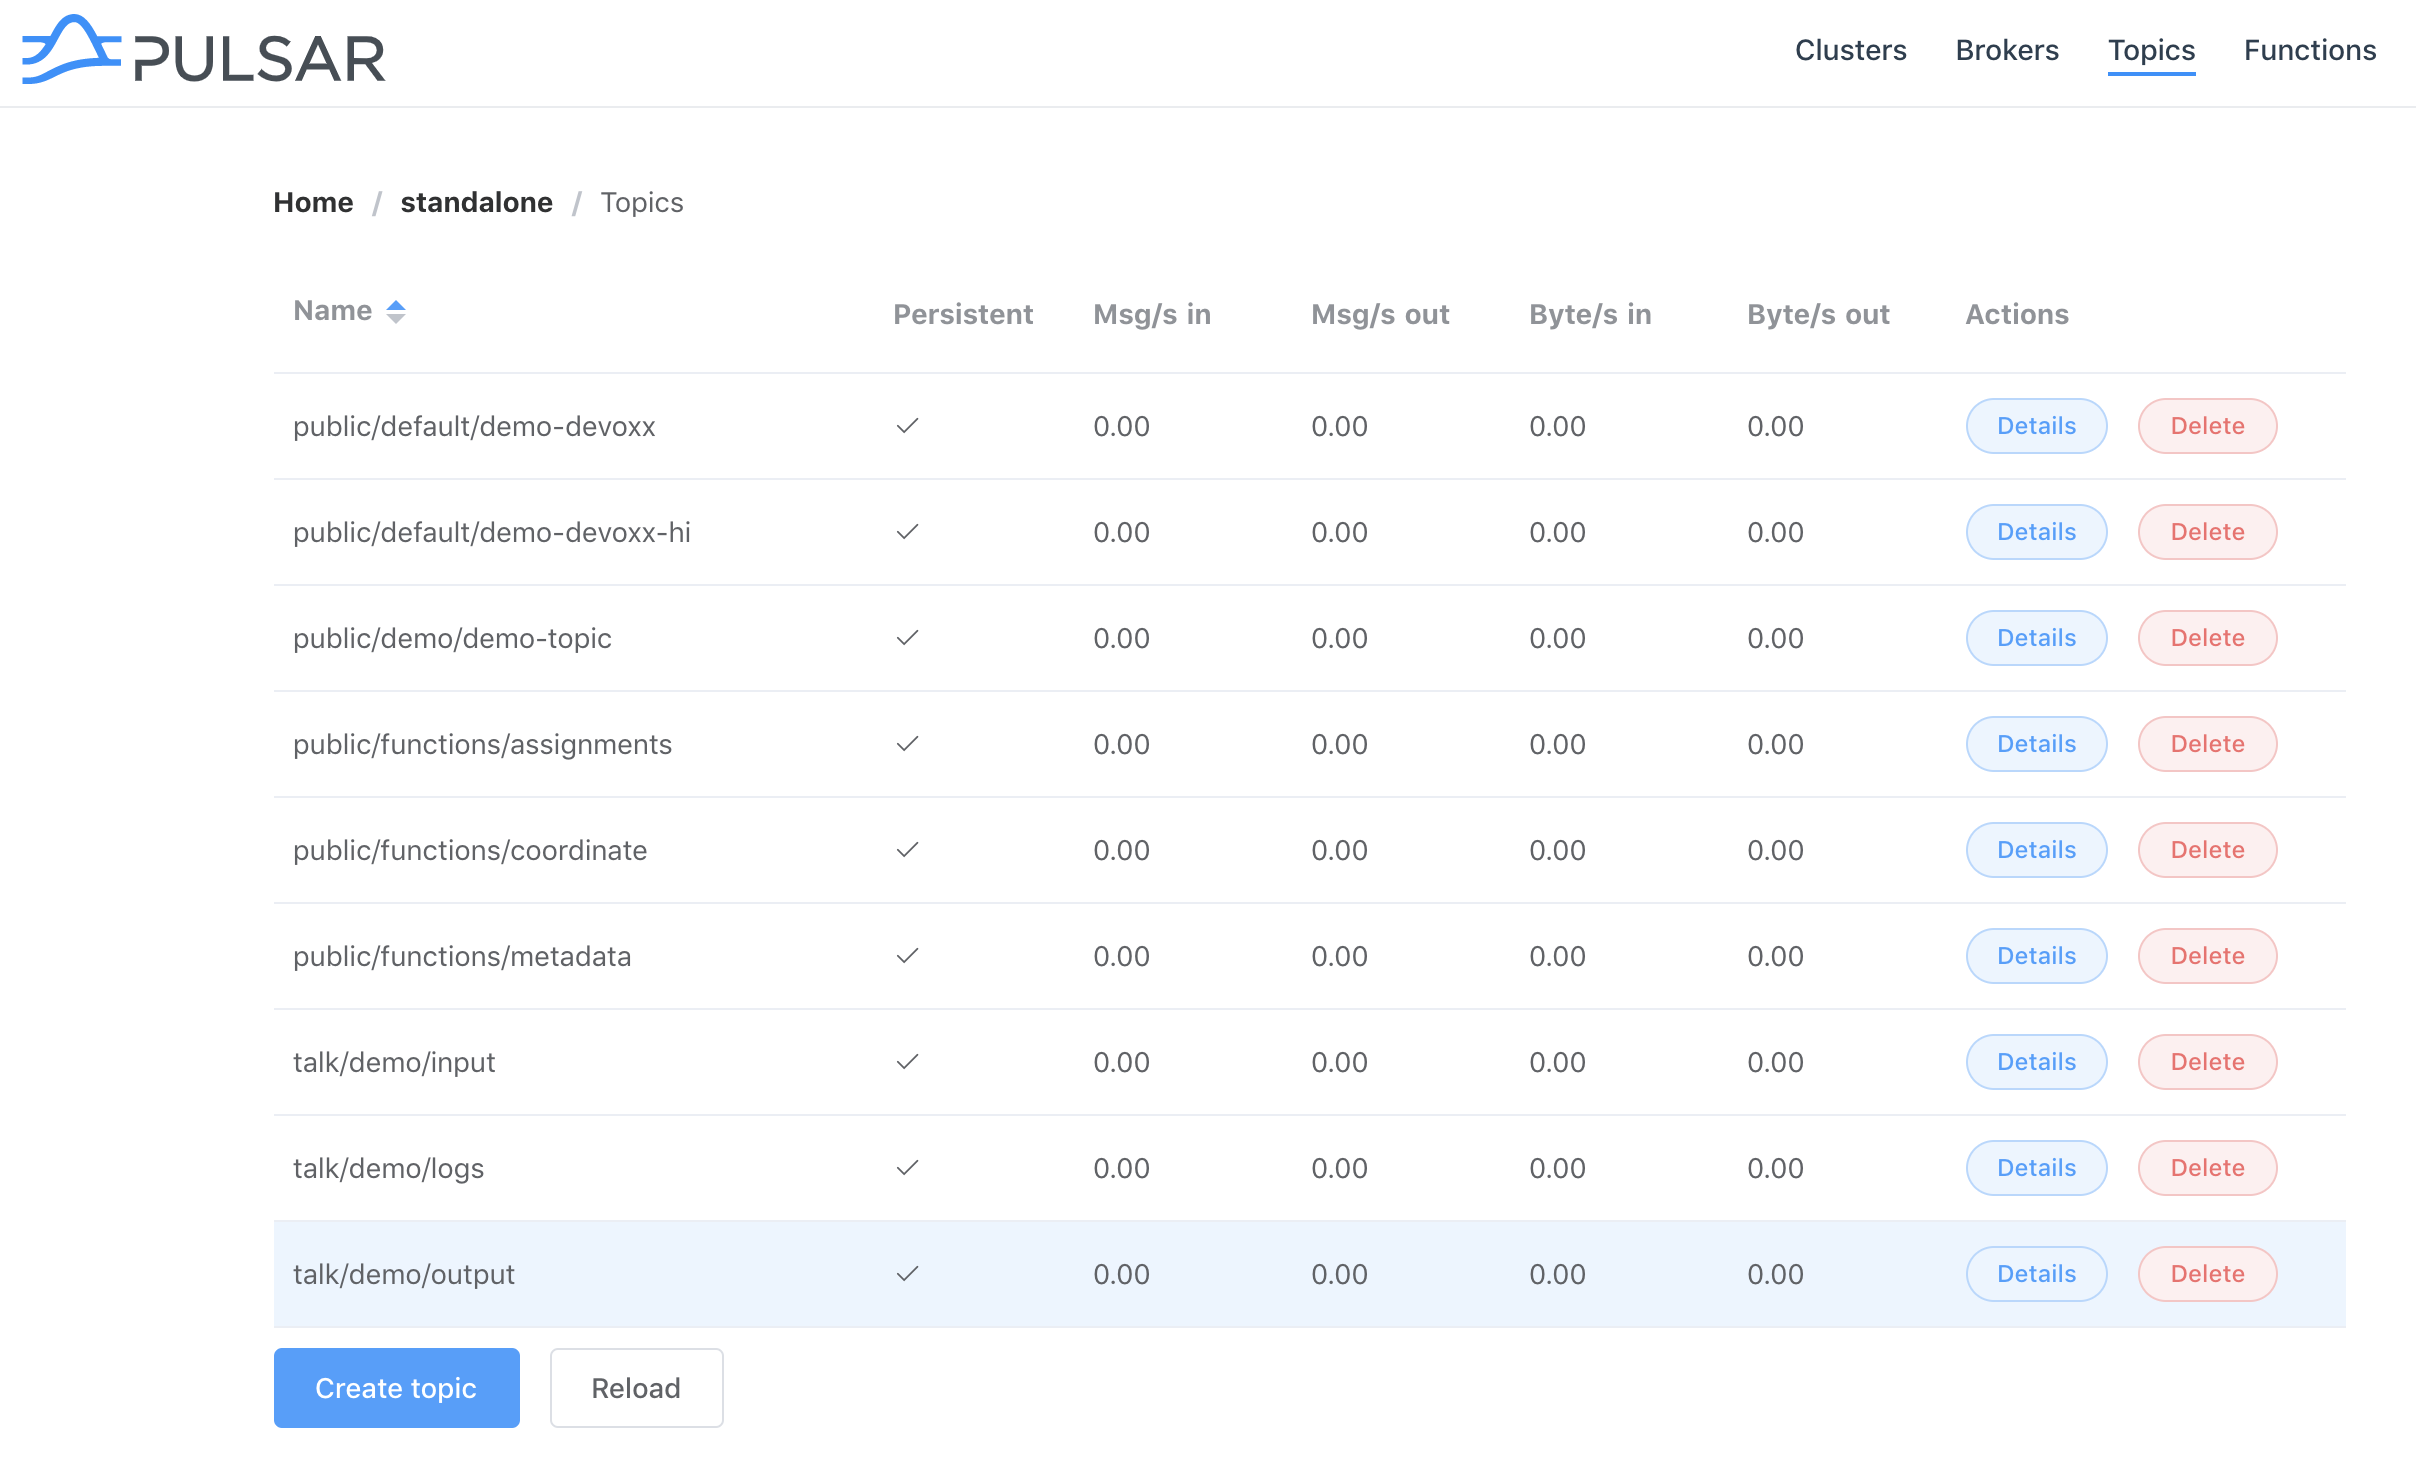 PULSAR Clusters Brokers Topics Functions
Home / standalone / Topics
Name Persistent Msg/s in Msg/s out Byte/s in Byte/s out Actions
public/default/demo-devoxx ✓ 0.00 0.00 0.00 0.00 Details Delete
public/default/demo-devoxx-hi ✓ 0.00 0.00 0.00 0.00 Details Delete
public/demo/demo-topic ✓ 0.00 0.00 0.00 0.00 Details Delete
public/functions/assignments ✓ 0.00 0.00 0.00 0.00 Details Delete
public/functions/coordinate ✓ 0.00 0.00 0.00 0.00 Details Delete
public/functions/metadata ✓ 0.00 0.00 0.00 0.00 Details Delete
talk/demo/input ✓ 0.00 0.00 0.00 0.00 Details Delete
talk/demo/logs ✓ 0.00 0.00 0.00 0.00 Details Delete
talk/demo/output ✓ 0.00 0.00 0.00 0.00 Details Delete
Create topic Reload